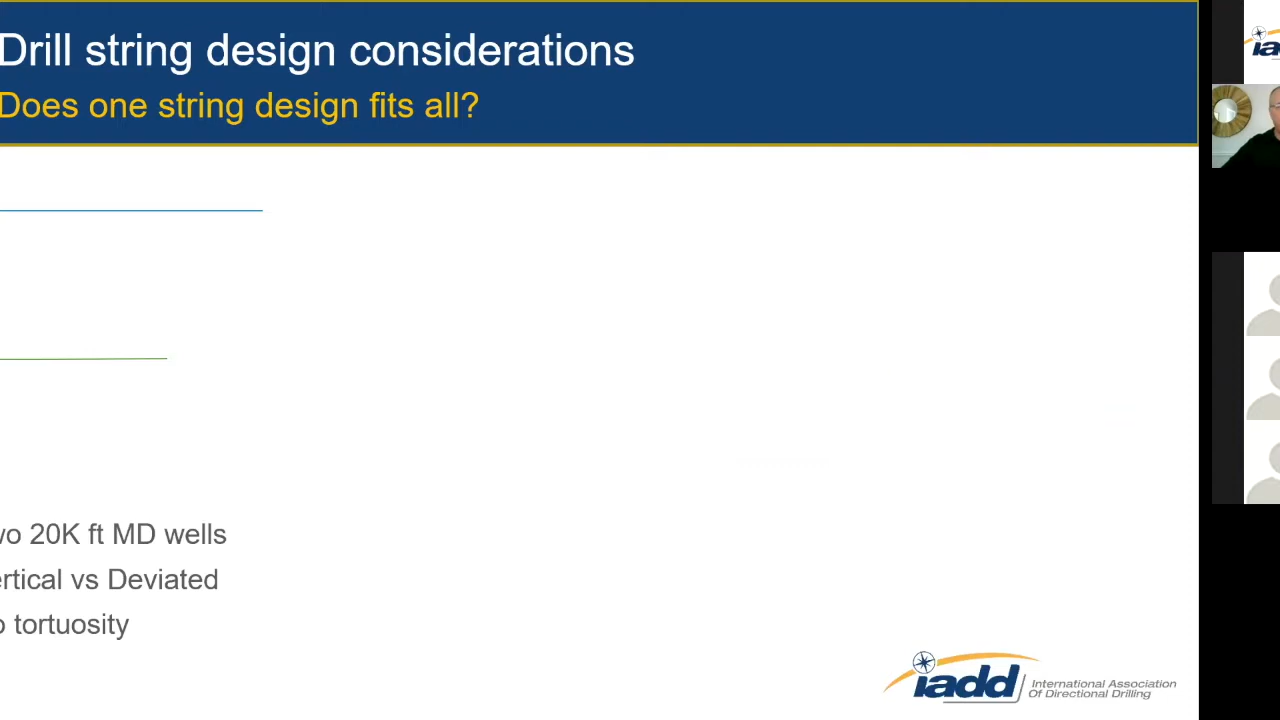 Drill string design considerations
Does one string design fits all?
wo 20K ft MD wells
ertical vs Deviated
o tortuosity
iadd International Association
Of Directional Drilling